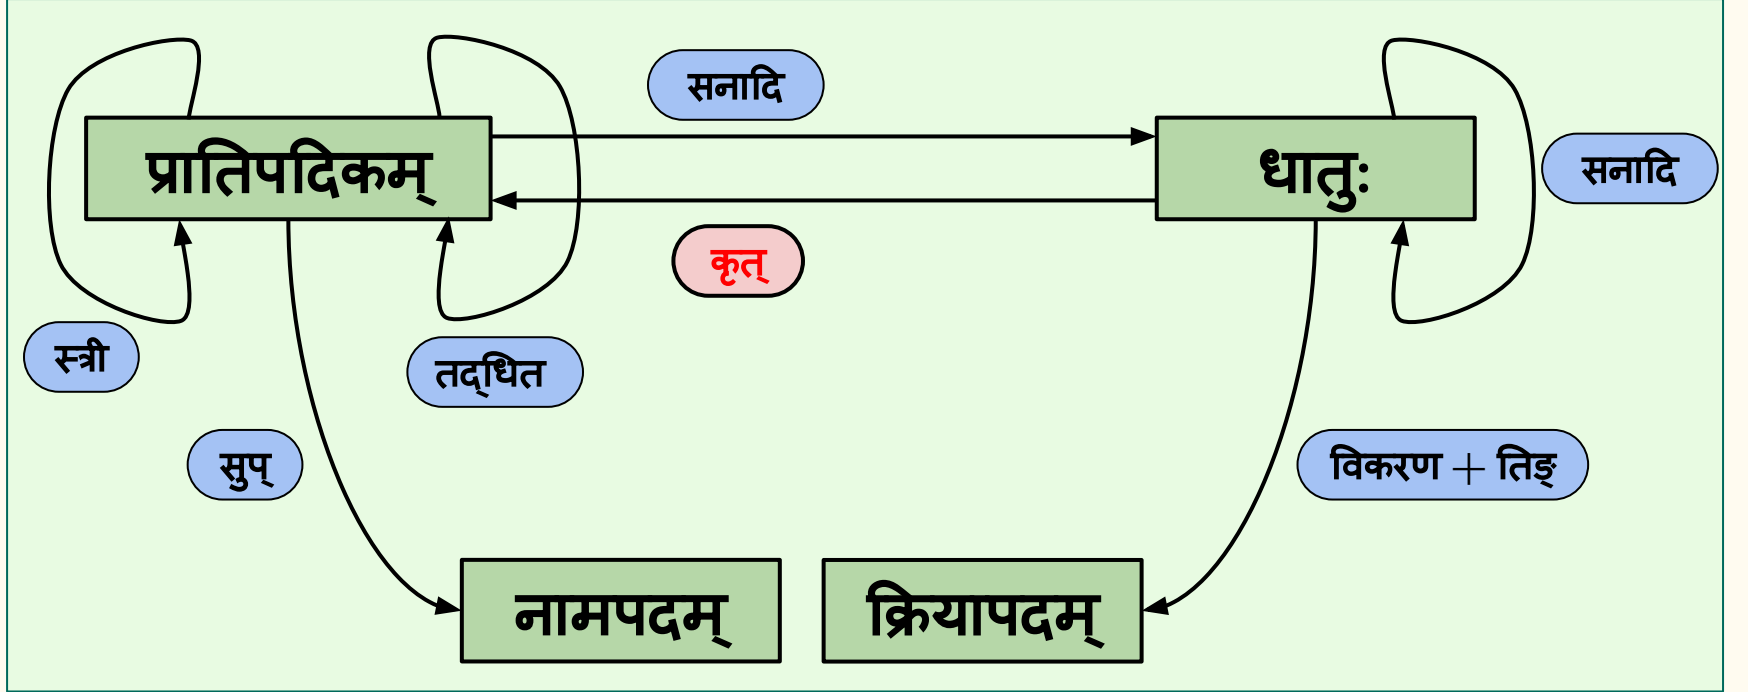 सनादि
प्रातिपदिकम्
धातुः
सनादि
कृत्
स्त्री
तद्‌धित
सुप्
विकरण + तिङ्
नामपदम्
क्रियापदम्